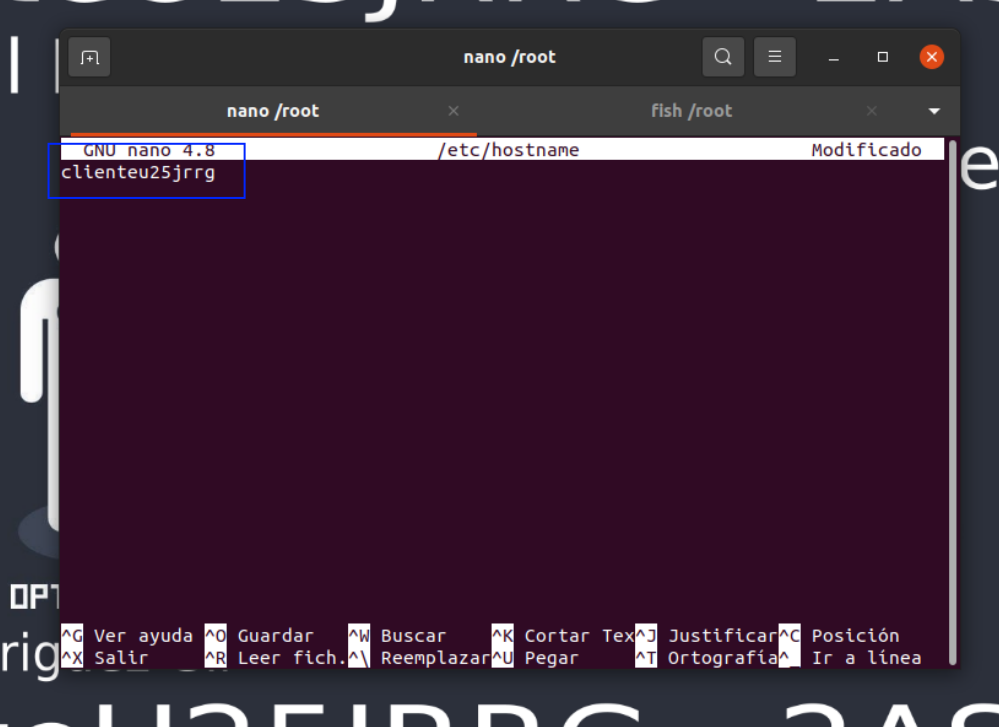 nano /root
nano /root × fish /root ×
GNU nano 4.8 /etc/hostname Modificado
clienteu25jrrg
^G Ver ayuda ^O Guardar ^W Buscar ^K Cortar Tex ^J Justificar ^C Posición
^X Salir ^R Leer fich. ^\ Reemplazar ^U Pegar ^T Ortografía ^_ Ir a línea